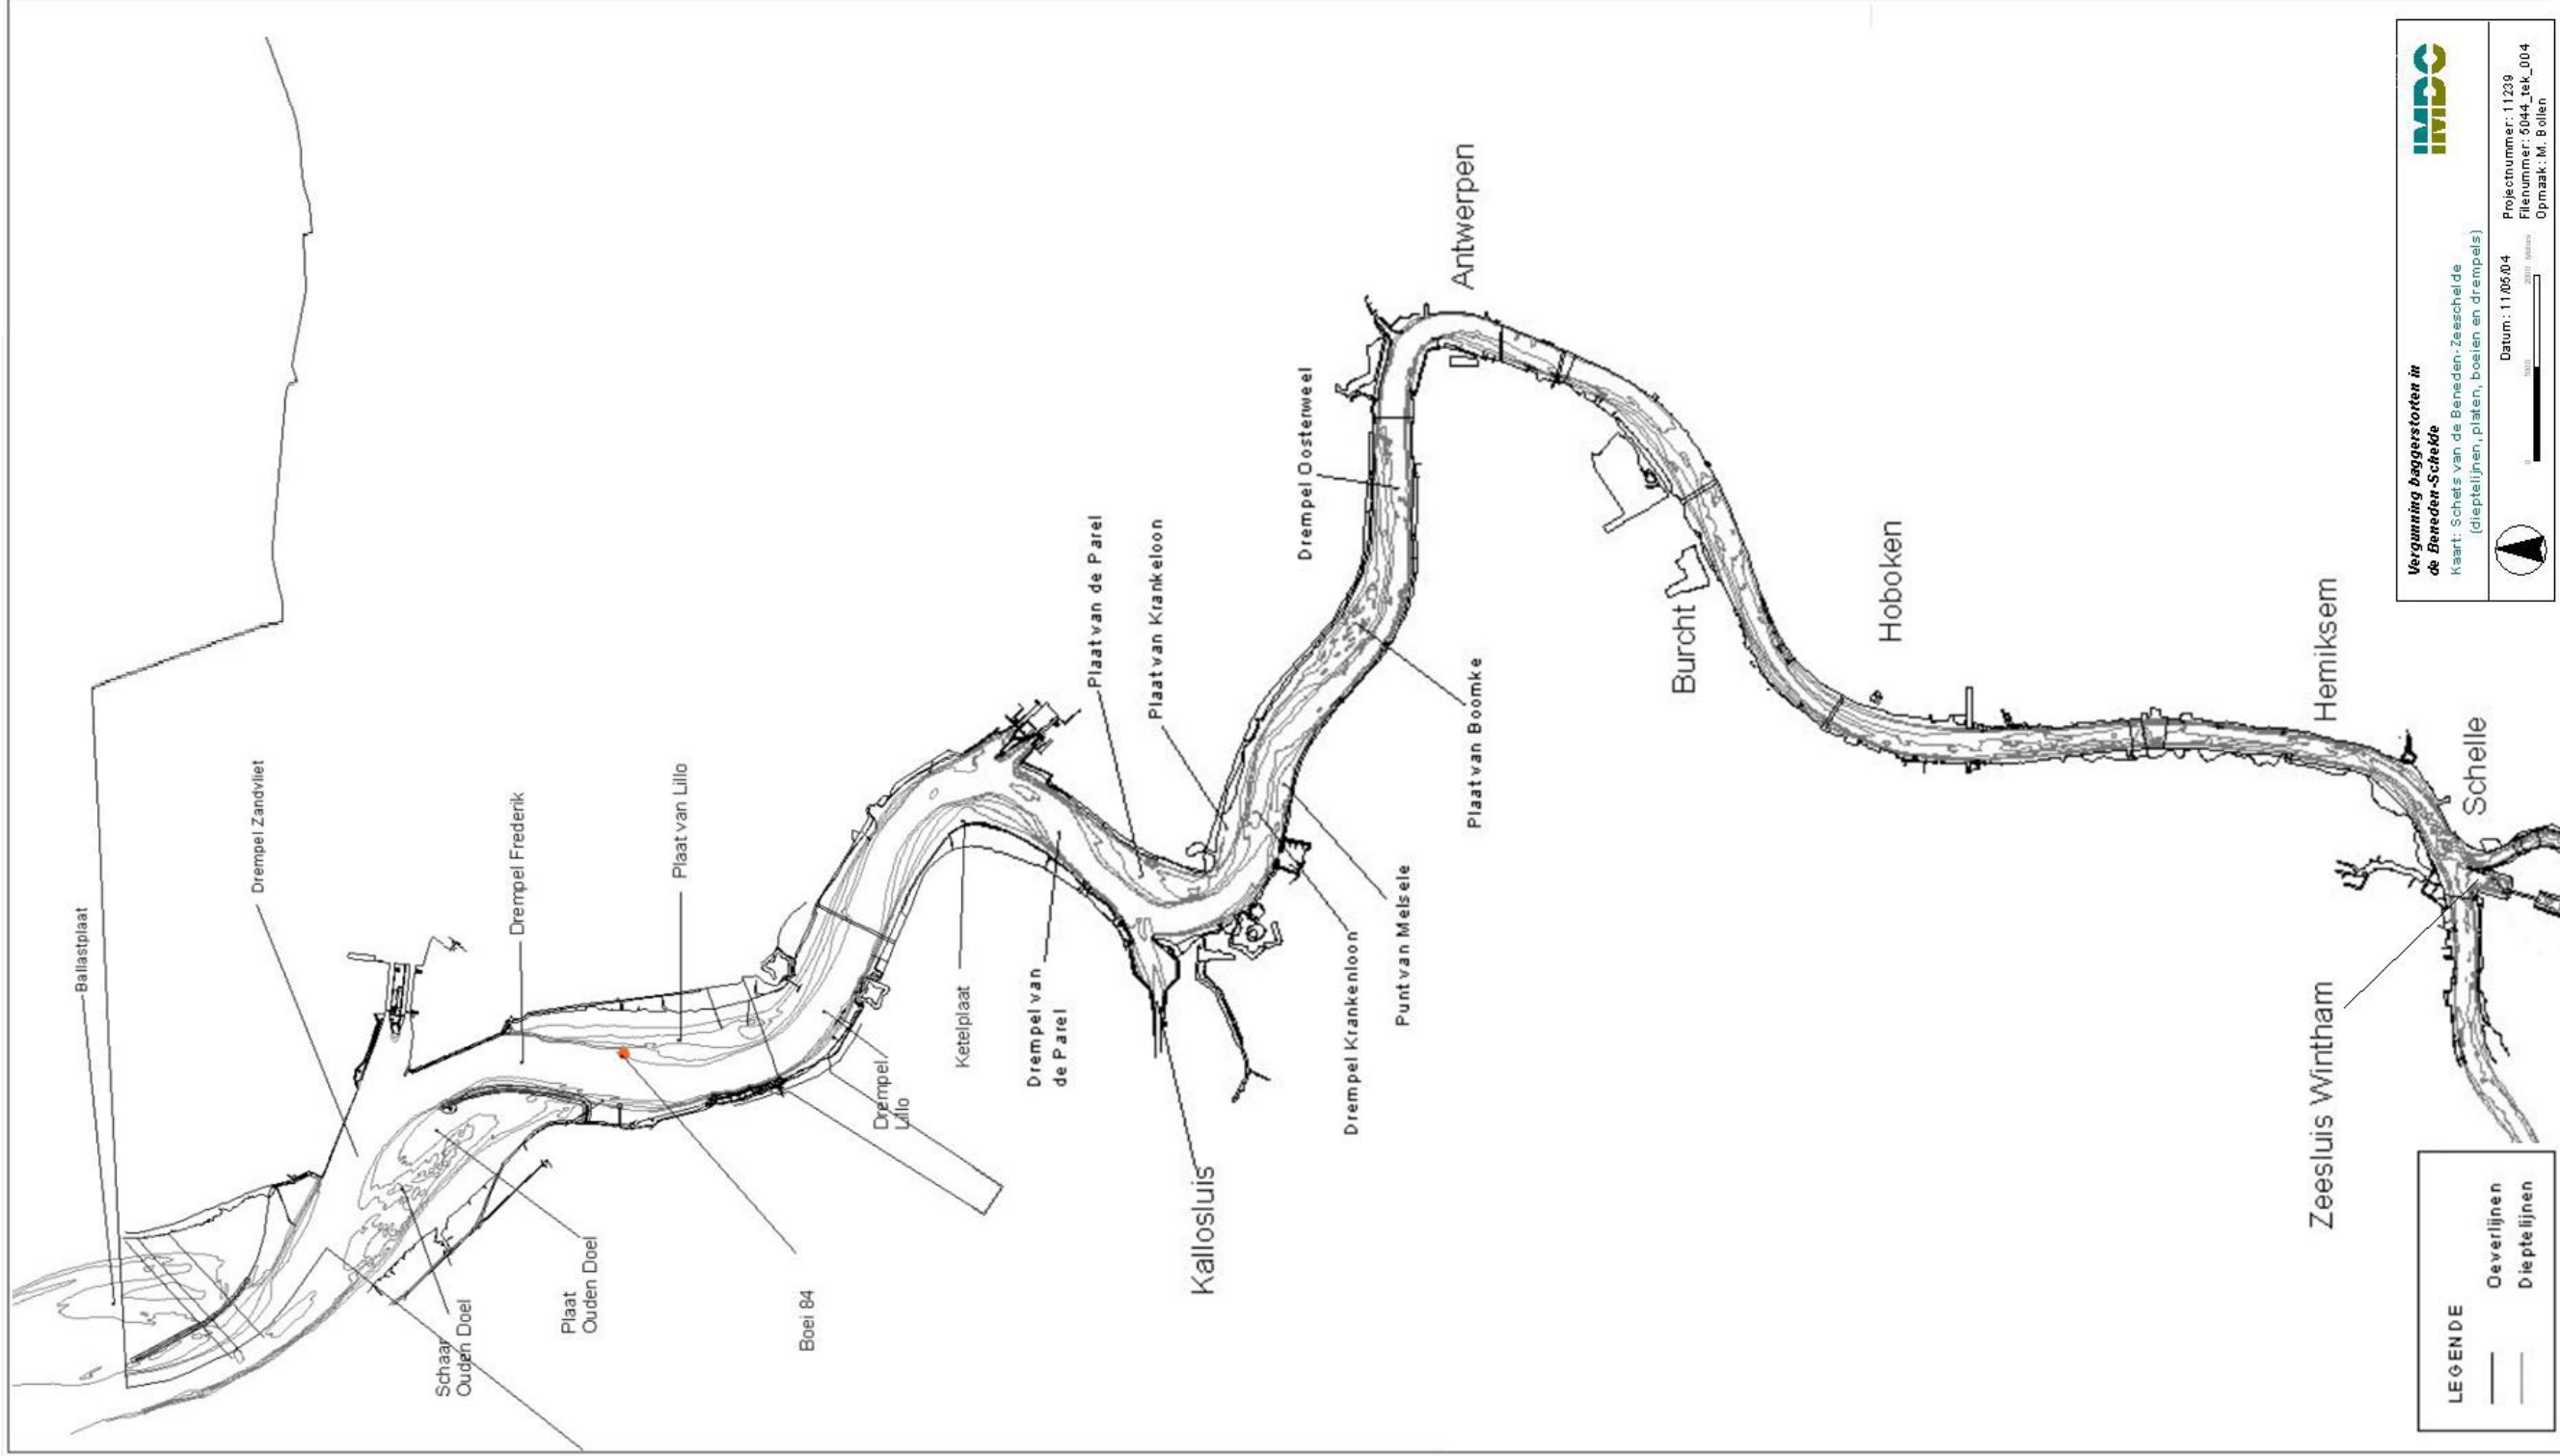 Ballastplaat
Drempel Zandvliet
Drempel Frederik
Plaat van Lillo
Schaar
Ouden Doel
Plaat
Ouden Doel
Boei 84
Drempel
Lillo
Ketelplaat
Drempel van
de Parel
Plaat van de Parel
Plaat van Krankeloon
Kallosluis
Drempel Krankenloon
Punt van Melsele
Plaat van Boomke
Drempel Oosterweel
Antwerpen
Burcht
Hoboken
Hemiksem
Schelle
Zeesluis Wintham
LEGENDE
Oeverlijnen
Dieptelijnen
IMDC
Vergunning baggerstorten in
de Beneden-Schelde
Kaart: Schets van de Beneden-Zeeschelde
(dieptelijnen, platen, boeien en drempels)
Datum: 11/05/04
0 1000 2000 Meters
Projectnummer: 11239
Filenummer: 5044_tek_004
Opmaak: M. Bollen